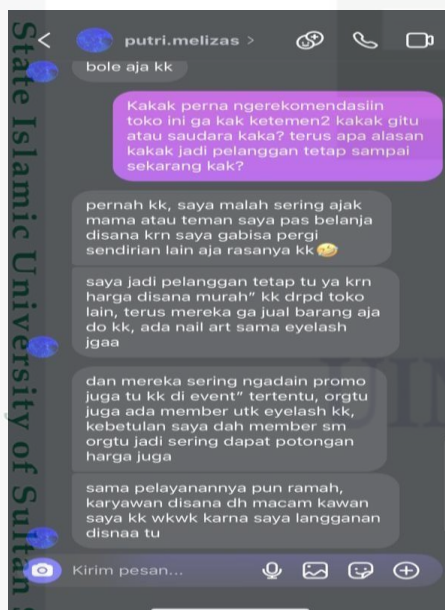 putri.melizas >
bole aja kk
Kakak perna ngerekomendasiin
toko ini ga kak ketemen2 kakak gitu
atau saudara kaka? terus apa alasan
kakak jadi pelanggan tetap sampai
sekarang kak?
pernah kk, saya malah sering ajak
mama atau teman saya pas belanja
disana krn saya gabisa pergi
sendirian lain aja rasanya kk🤣
saya jadi pelanggan tetap tu ya krn
harga disana murah" kk drpd toko
lain, terus mereka ga jual barang aja
do kk, ada nail art sama eyelash
jgaa
dan mereka sering ngadain promo
juga tu kk di event" tertentu, orgtu
juga ada member utk eyelash kk,
kebetulan saya dah member sm
orgtu jadi sering dapat potongan
harga juga
sama pelayanannya pun ramah,
karyawan disana dh macam kawan
saya kk wkwk karna saya langganan
disnaa tu
Kirim pesan...
State Islamic University of Sultan
UIN